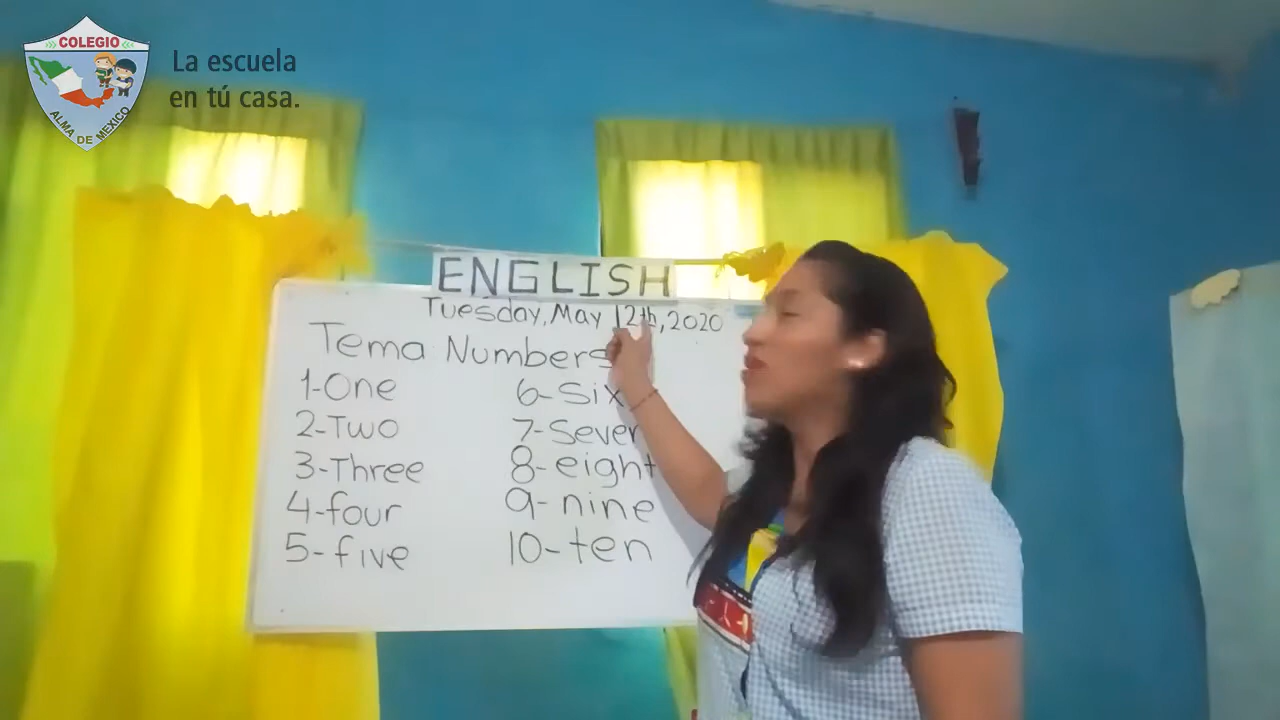 COLEGIO
ALMA DE MEXICO
La escuela
en tú casa.
ENGLISH
Tuesday, May 12th, 2020
Tema Numbers
1-One
2-Two
3-Three
4-four
5-five
6-Six
7-Seven
8-eight
9-nine
10-ten